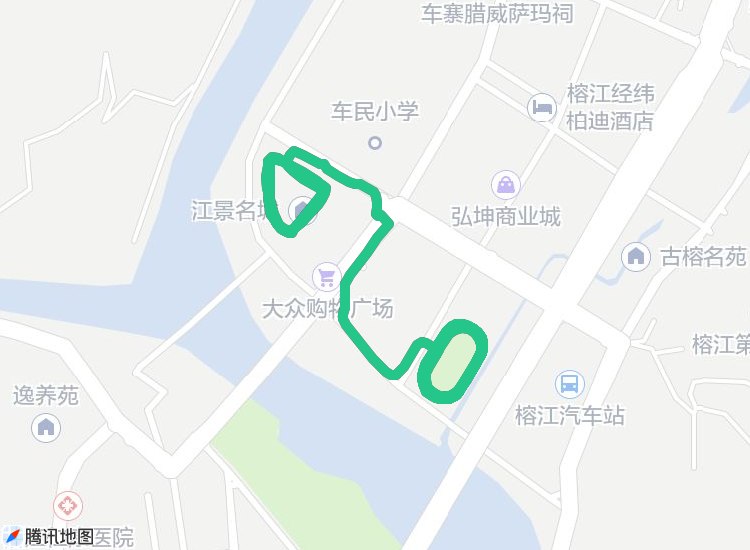 车寨腊威萨玛祠
榕江经纬
柏迪酒店
车民小学
江景名城
弘坤商业城
古榕名苑
大众购物广场
榕江第
逸养苑
榕江汽车站
医院
腾讯地图